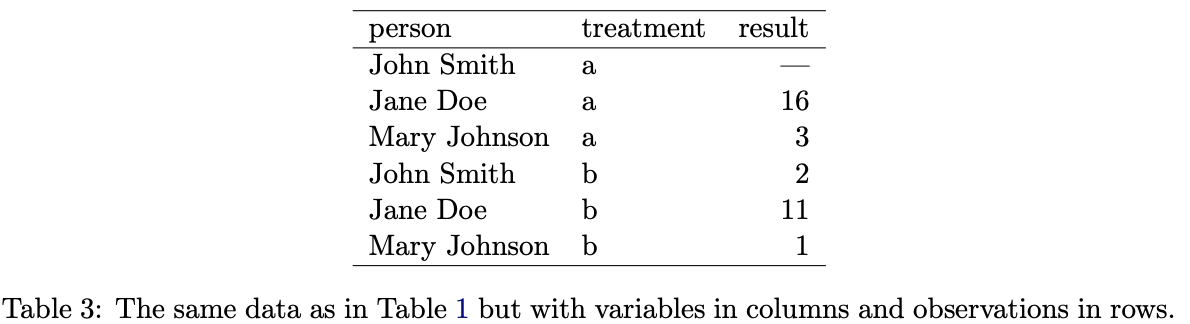 person treatment result
John Smith a —
Jane Doe a 16
Mary Johnson a 3
John Smith b 2
Jane Doe b 11
Mary Johnson b 1
Table 3: The same data as in Table 1 but with variables in columns and observations in rows.